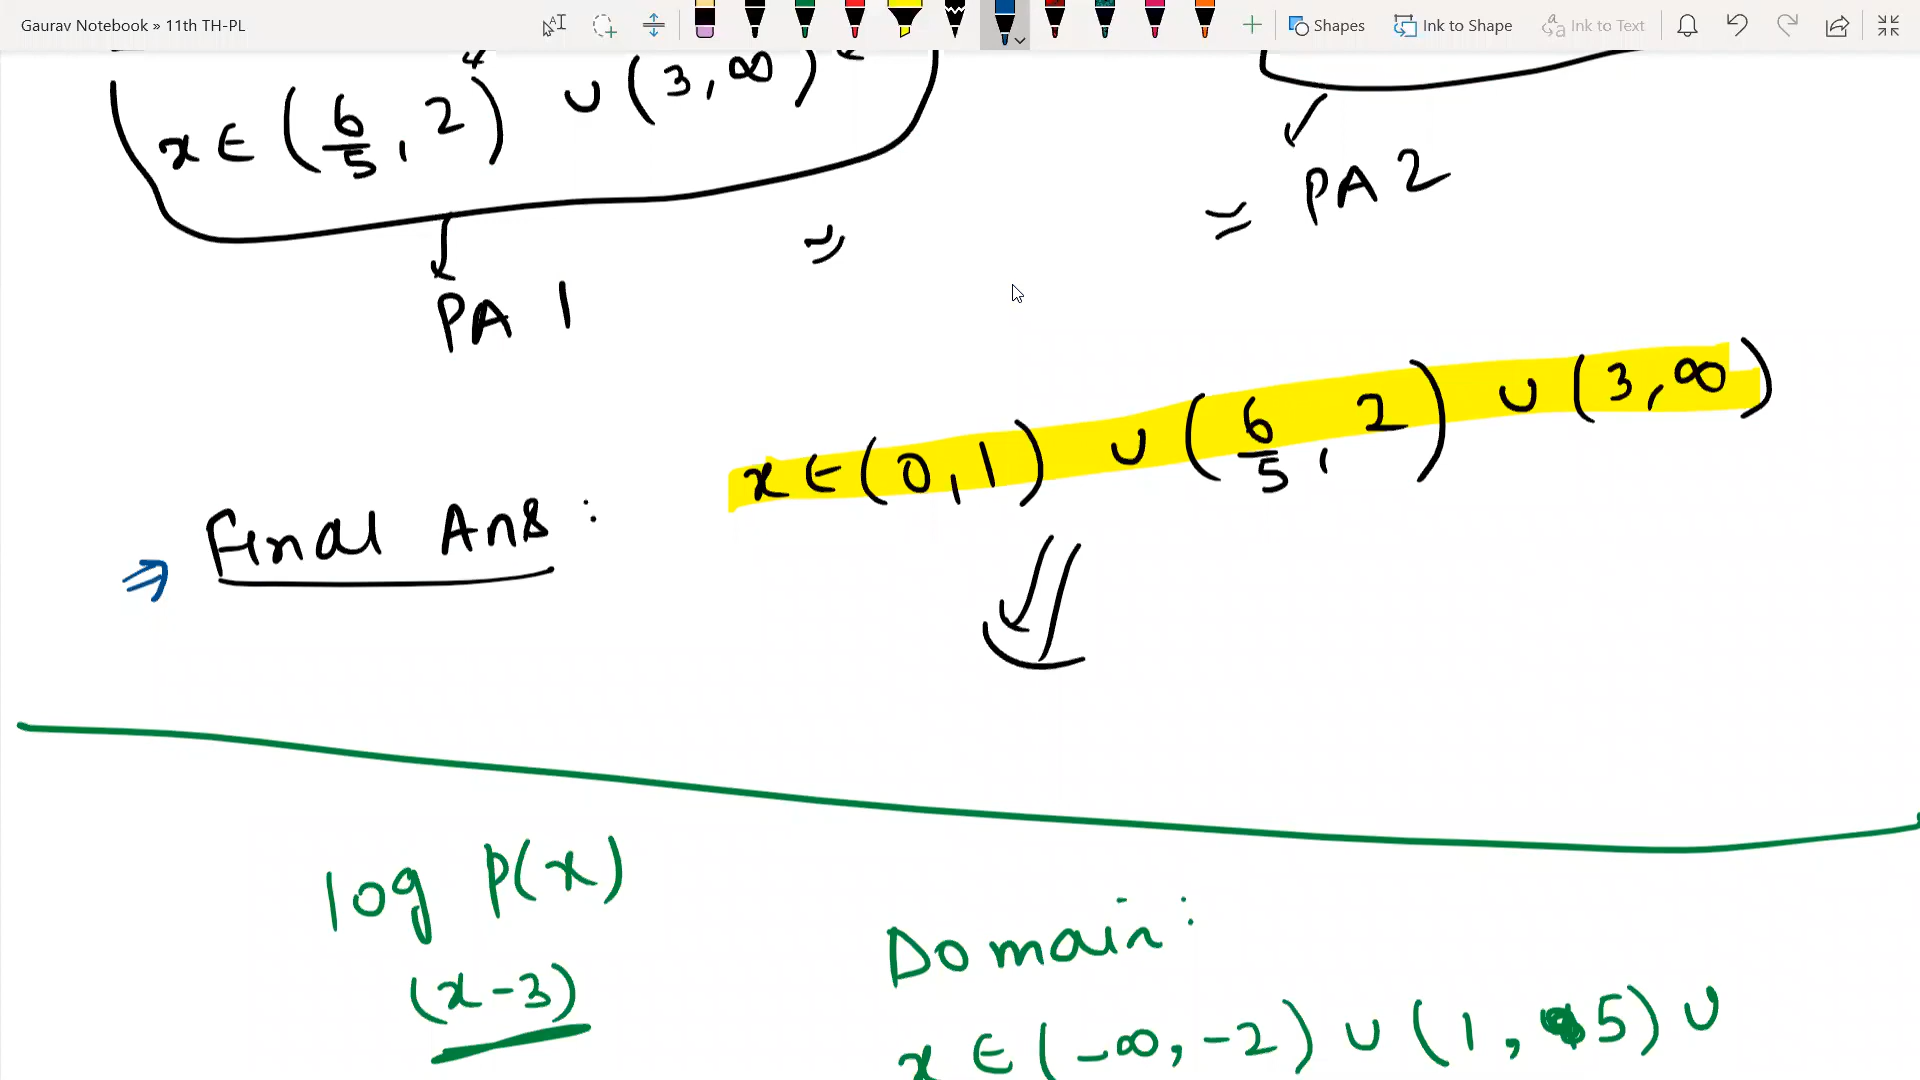 Gaurav Notebook » 11th TH-PL
Shapes
Ink to Shape
Ink to Text
x ∈ (6/5, 2) ∪ (3, ∞)
PA 1
= PA 2
x ∈ (0, 1) ∪ (6/5, 2) ∪ (3, ∞)
⇒ Final Ans :
log P(x)
(x-3)
Domain :
x ∈ (-∞, -2) ∪ (1, 5) ∪